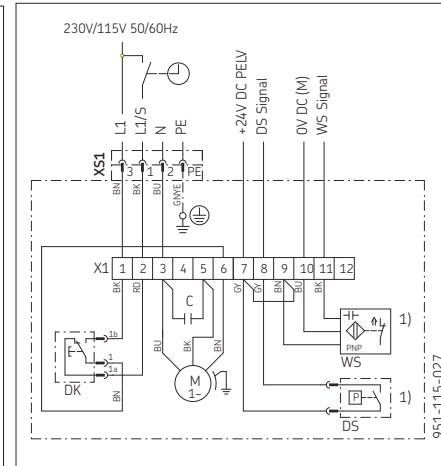 230V/115V 50/60Hz
L1
L1/S
N
PE
+24V DC PELV
DS Signal
0V DC (M)
WS Signal
XS1
3 1 2 PE
BN
BK
BU
GNYE
X1 1 2 3 4 5 6 7 8 9 10 11 12
BK
RD
C
GY
GY
BN
BU
BK
BU
BK
BN
1b
1
1a
DK
BN
M
1~
PNP
WS
1)
P
DS
1)
951-115-027